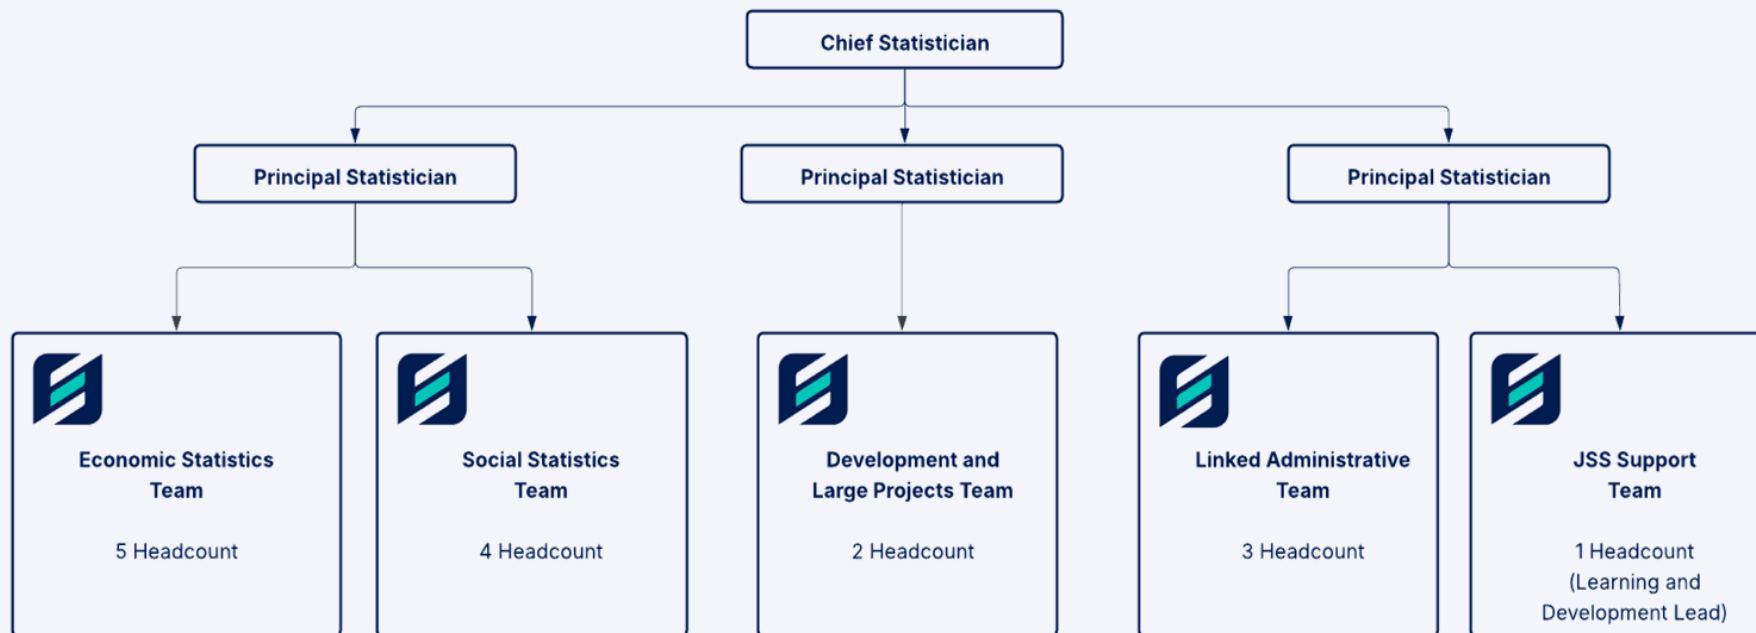 Chief Statistician
Principal Statistician
Principal Statistician
Principal Statistician
Economic Statistics
Team
5 Headcount
Social Statistics
Team
4 Headcount
Development and
Large Projects Team
2 Headcount
Linked Administrative
Team
3 Headcount
JSS Support
Team
1 Headcount
(Learning and
Development Lead)